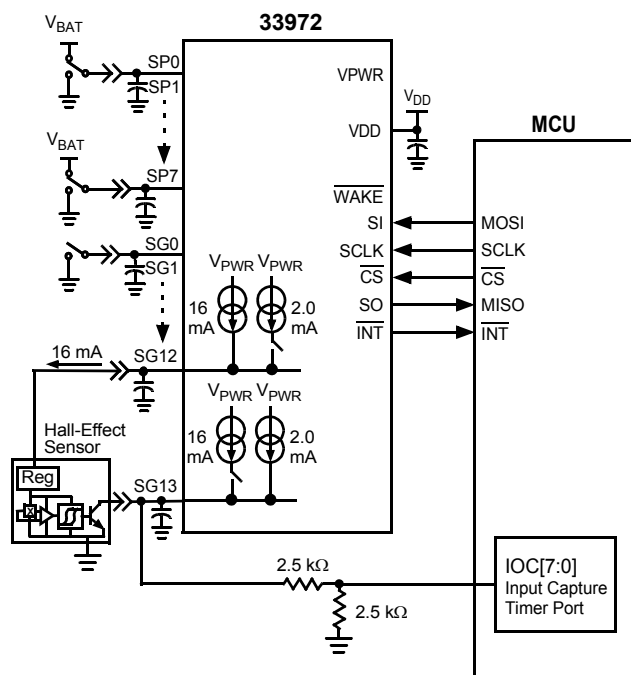 33972
VBAT
SP0
SP1
VPWR
VDD
VDD
MCU
VBAT
SP7
WAKE
SI
MOSI
SG0
SCLK
SCLK
SG1
VPWR VPWR
CS
CS
SO
MISO
16 mA
2.0 mA
INT
INT
16 mA
SG12
VPWR VPWR
Hall-Effect
Sensor
16 mA
2.0 mA
Reg
X
SG13
2.5 kΩ
IOC[7:0]
Input Capture
Timer Port
2.5 kΩ